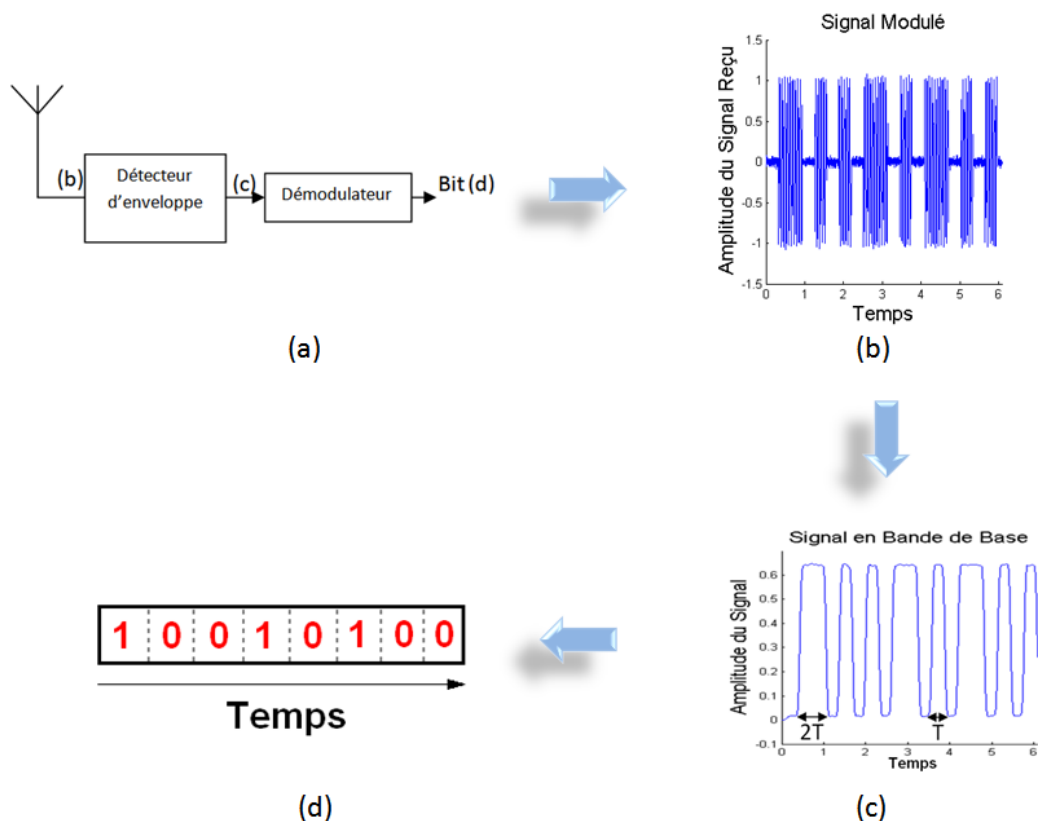 (b)
Détecteur
d'enveloppe
(c)
Démodulateur
Bit (d)
(a)
Signal Modulé
Amplitude du Signal Reçu
1.5
1
0.5
0
-0.5
-1
-1.5
0 1 2 3 4 5 6
Temps
(b)
Signal en Bande de Base
Amplitude du Signal
0.6
0.5
0.4
0.3
0.2
0.1
0
-0.1
2T
T
0 1 2 3 4 5 6
Temps
(c)
1 0 0 1 0 1 0 0
Temps
(d)